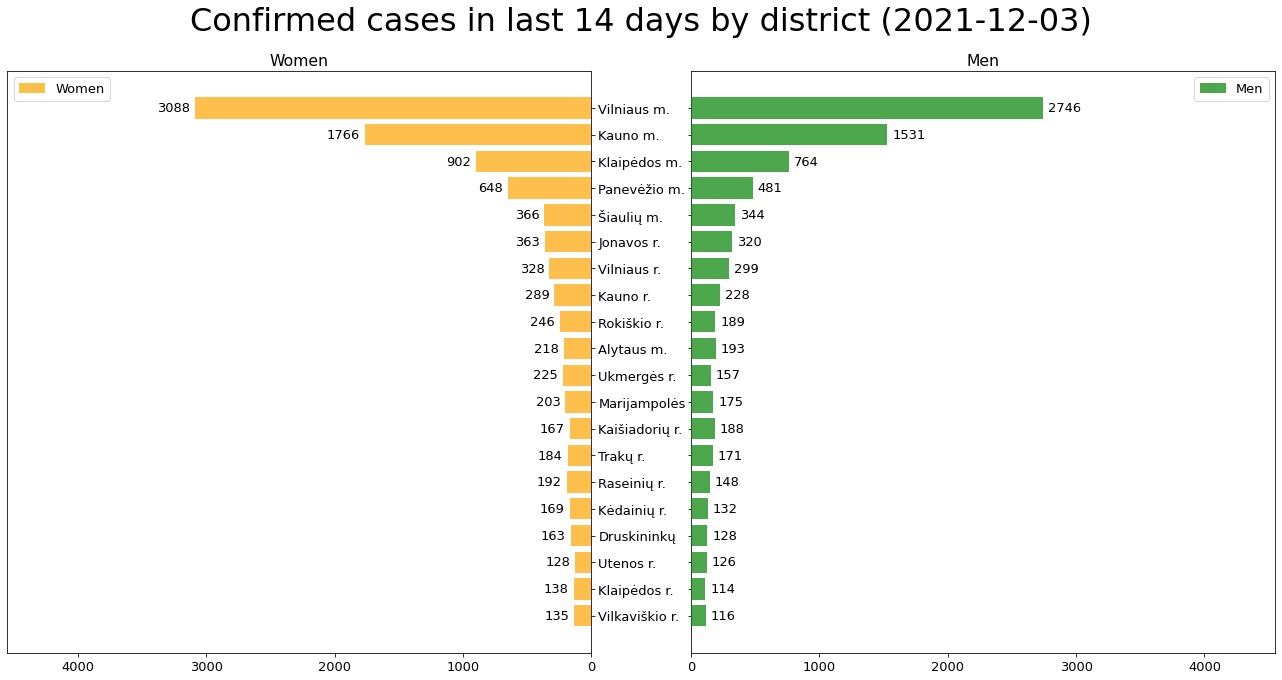 Confirmed cases in last 14 days by district (2021-12-03)
Women
Men
Women
Men
3088 Vilniaus m. 2746
1766 Kauno m. 1531
902 Klaipėdos m. 764
648 Panevėžio m. 481
366 Šiaulių m. 344
363 Jonavos r. 320
328 Vilniaus r. 299
289 Kauno r. 228
246 Rokiškio r. 189
218 Alytaus m. 193
225 Ukmergės r. 157
203 Marijampolės 175
167 Kaišiadorių r. 188
184 Trakų r. 171
192 Raseinių r. 148
169 Kėdainių r. 132
163 Druskininkų 128
128 Utenos r. 126
138 Klaipėdos r. 114
135 Vilkaviškio r. 116
4000 3000 2000 1000 0 0 1000 2000 3000 4000